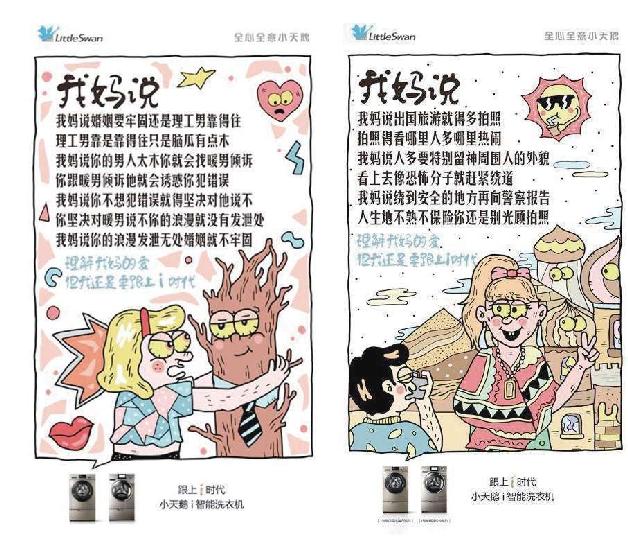 LittleSwan
全心全意小天鹅
我妈说
我妈说婚姻要牢固还是理工男靠得住
理工男靠是靠得住只是脑瓜有点木
我妈说你的男人太木你就会找暖男倾诉
你跟暖男倾诉他就会诱惑你犯错误
我妈说你不想犯错误就得坚决对他说不
你坚决对暖男说不你的浪漫就没有发泄处
我妈说你的浪漫发泄无处婚姻就不牢固
理解我妈的爱
但我还是要跟上i时代
跟上i时代
小天鹅i智能洗衣机
LittleSwan
全心全意小天鹅
我妈说
我妈说出国旅游就得多拍照
拍照得看哪里人多哪里热闹
我妈说人多要特别留神周围人的外貌
看上去像恐怖分子就赶紧绕道
我妈说绕到安全的地方再向警察报告
人生地不熟不保险你还是别光顾拍照
理解我妈的爱
但我还是要跟上i时代
跟上i时代
小天鹅i智能洗衣机